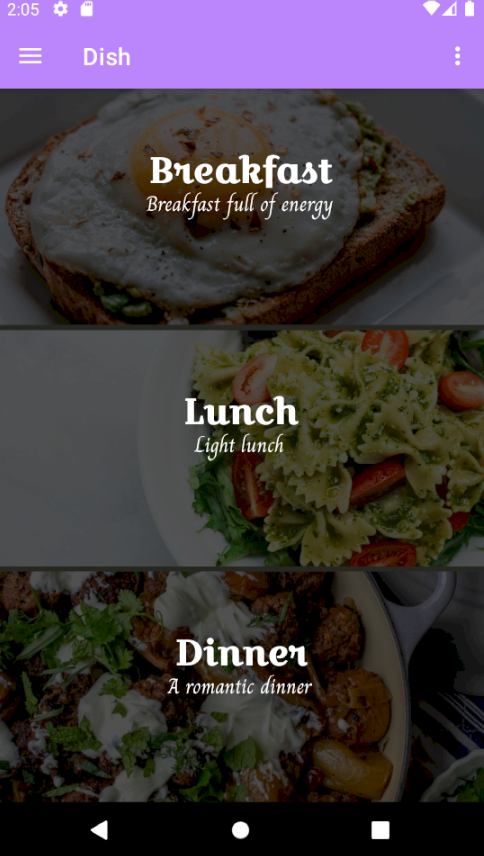 2:05
Dish
Breakfast
Breakfast full of energy
Lunch
Light lunch
Dinner
A romantic dinner